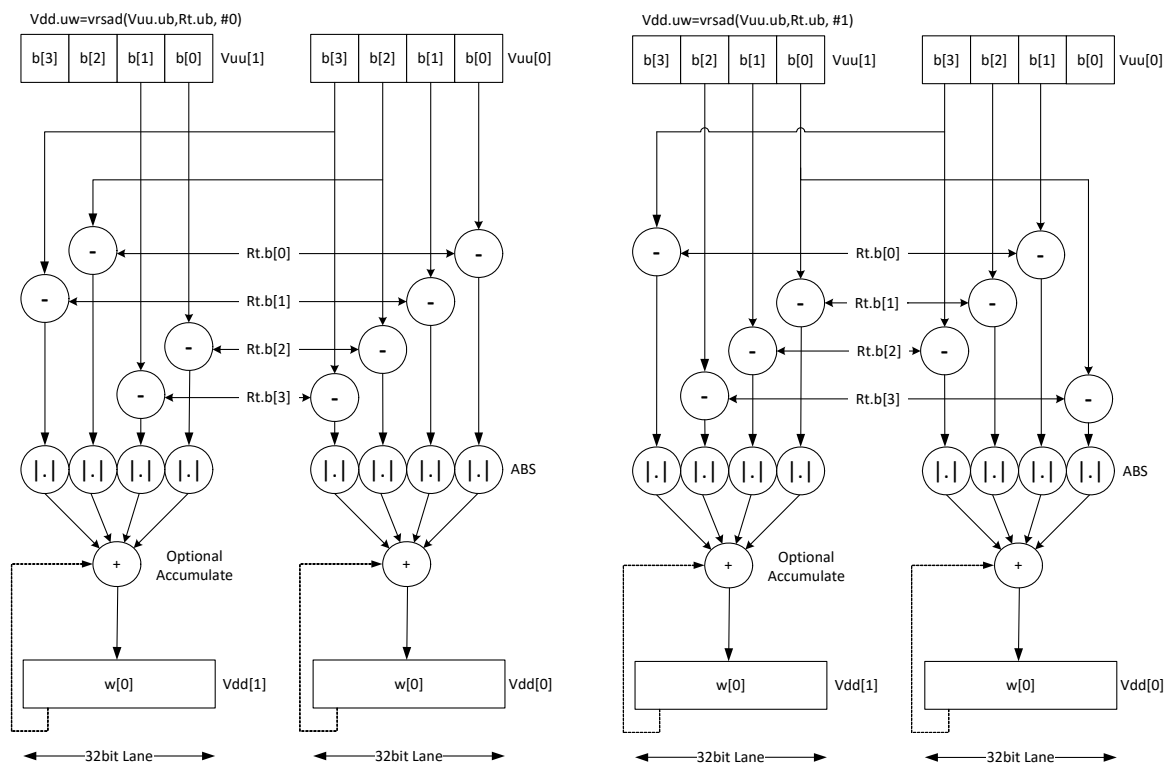 Vdd.uw=vrsad(Vuu.ub,Rt.ub, #0)
b[3] b[2] b[1] b[0] Vuu[1] b[3] b[2] b[1] b[0] Vuu[0]
- Rt.b[0] -
- Rt.b[1] -
- Rt.b[2] -
- Rt.b[3] -
|.| |.| |.| |.| |.| |.| |.| |.| ABS
+ Optional +
Accumulate
w[0] Vdd[1] w[0] Vdd[0]
32bit Lane 32bit Lane
Vdd.uw=vrsad(Vuu.ub,Rt.ub, #1)
b[3] b[2] b[1] b[0] Vuu[1] b[3] b[2] b[1] b[0] Vuu[0]
- Rt.b[0] -
- Rt.b[1] -
- Rt.b[2] -
- Rt.b[3] -
|.| |.| |.| |.| |.| |.| |.| |.| ABS
+ Optional +
Accumulate
w[0] Vdd[1] w[0] Vdd[0]
32bit Lane 32bit Lane